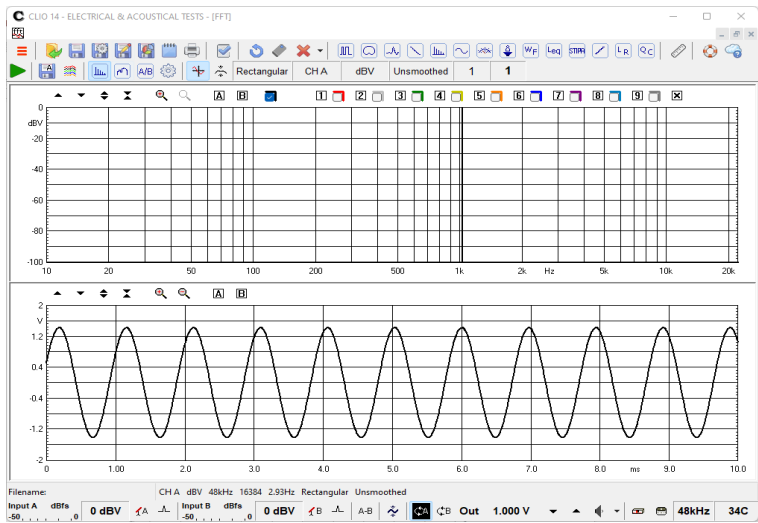 CLIO 14 - ELECTRICAL & ACOUSTICAL TESTS - [FFT]
WF Leq STIPA LR QC
A/B Rectangular CH A dBV Unsmoothed 1 1
A B 1 2 3 4 5 6 7 8 9
0
dBV
-20
-40
-60
-80
-100
10 20 50 100 200 500 1k 2k Hz 5k 10k 20k
A B
2
V
1.2
0.4
-0.4
-1.2
-2
0 1.00 2.0 3.0 4.0 5.0 6.0 7.0 8.0 ms 9.0 10.0
Filename: CH A dBV 48kHz 16384 2.93Hz Rectangular Unsmoothed
Input A dBfs Input B dBfs
-50 0 0 dBV A -50 0 0 dBV B A-B A B Out 1.000 V 48kHz 34C